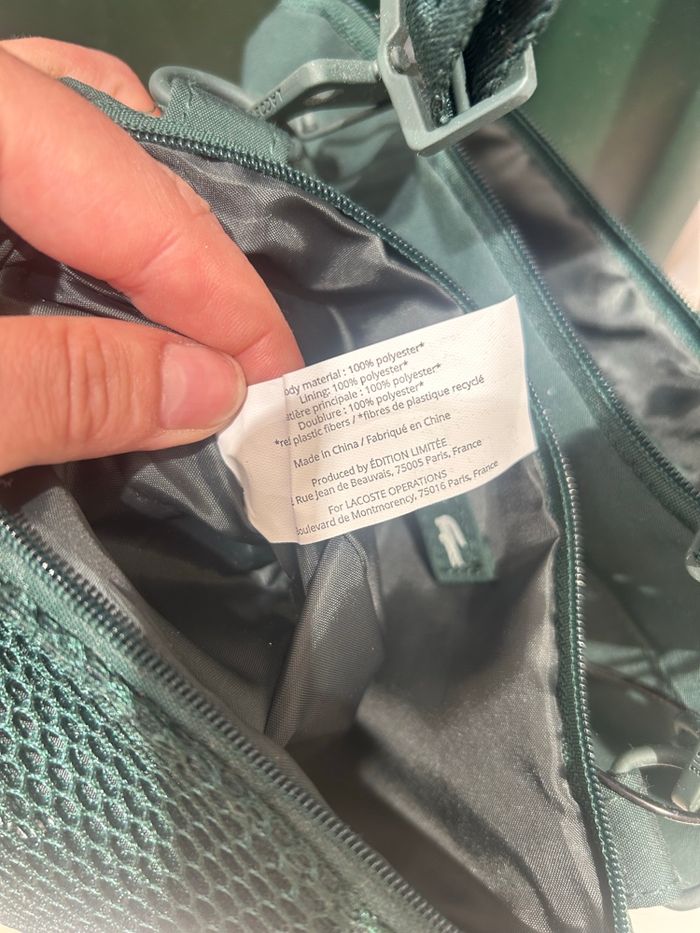 ody material : 100% polyester*
Lining: 100% polyester*
atière principale : 100% polyester*
Doublure : 100% polyester*
plastic fibers / *fibres de plastique recyclé
Made in China / Fabriqué en Chine
Produced by ÉDITION LIMITÉE
Rue Jean de Beauvais, 75005 Paris, France
For LACOSTE OPERATIONS
oulevard de Montmorency, 75016 Paris, France